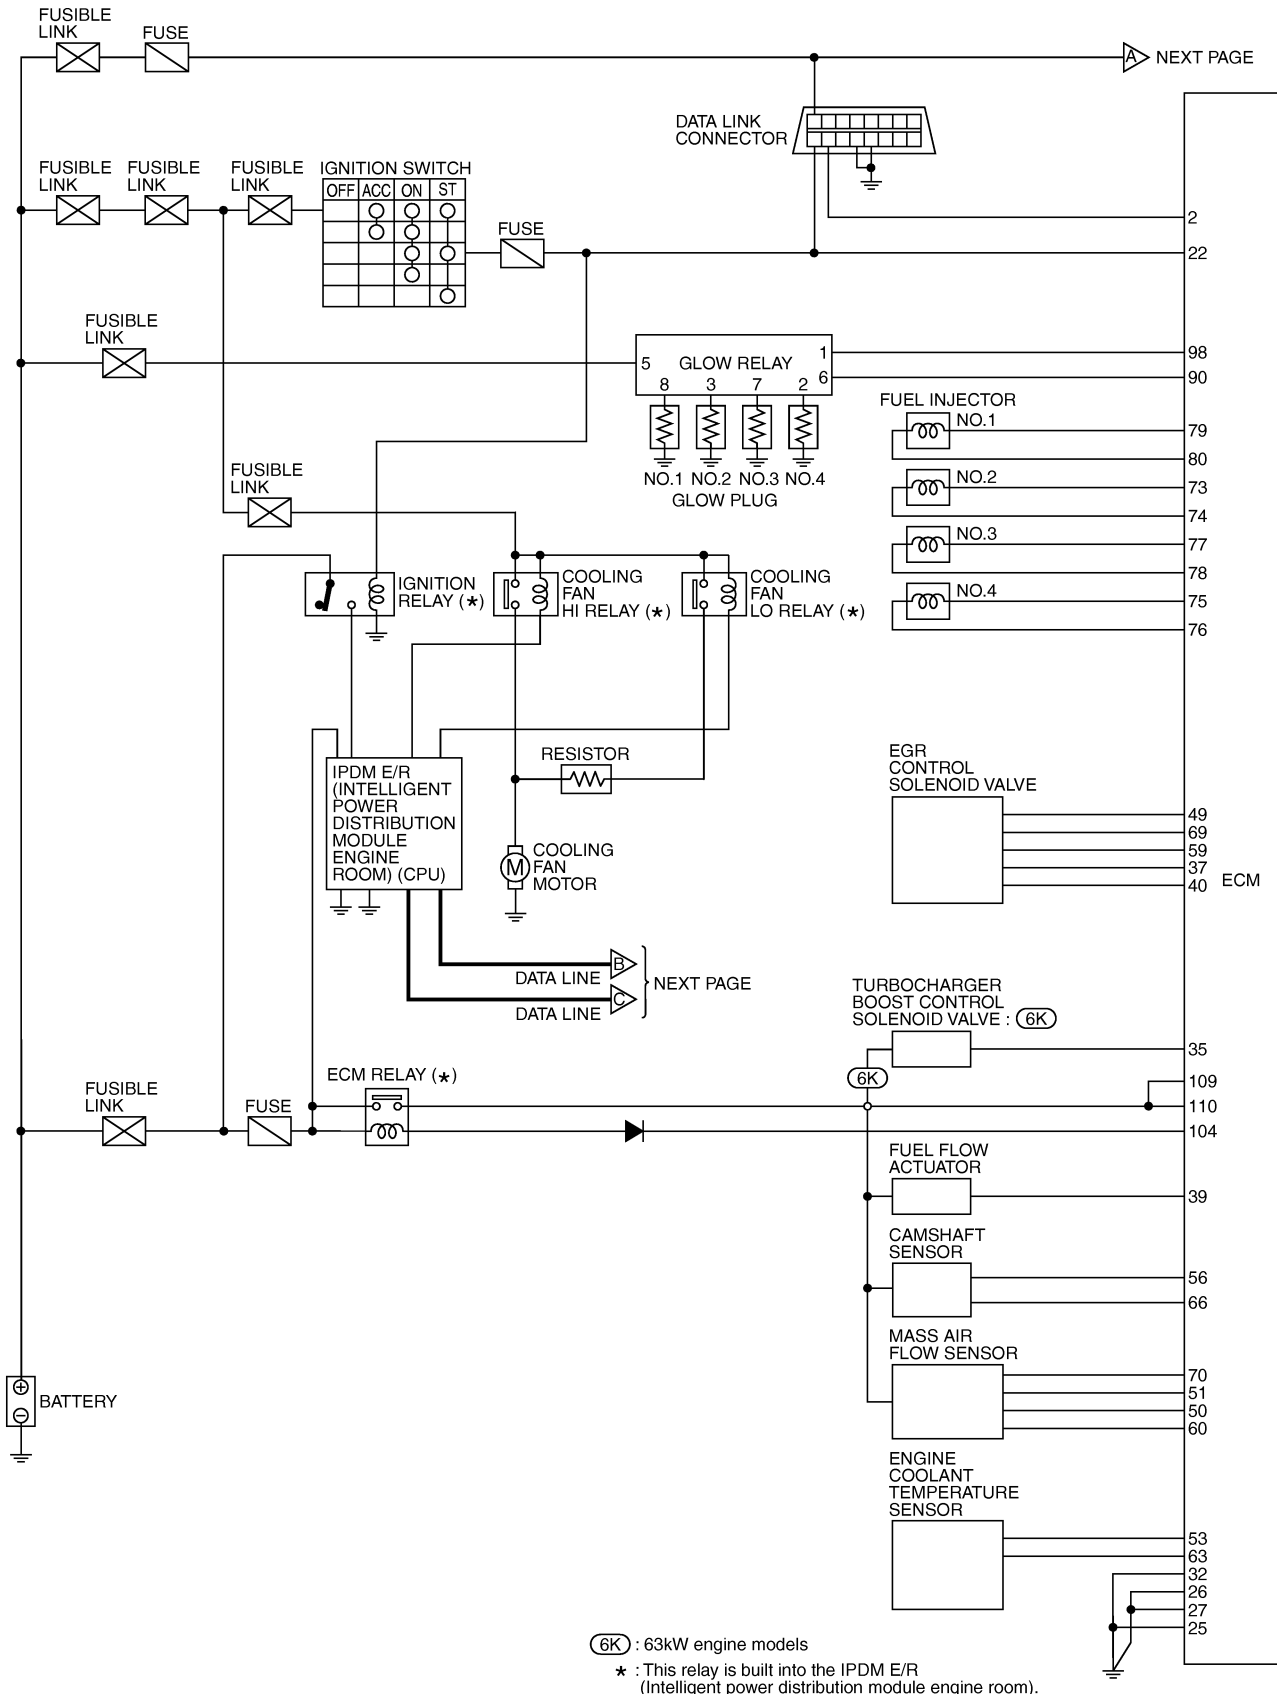 FUSIBLE
LINK
FUSE
A
NEXT PAGE
DATA LINK
CONNECTOR
FUSIBLE
LINK
FUSIBLE
LINK
FUSIBLE
LINK
IGNITION SWITCH
OFF ACC ON ST
FUSE
2
22
FUSIBLE
LINK
5 GLOW RELAY 1
6
8 3 7 2
98
90
NO.1 NO.2 NO.3 NO.4
GLOW PLUG
FUEL INJECTOR
NO.1
79
80
NO.2
73
74
NO.3
77
78
NO.4
75
76
FUSIBLE
LINK
IGNITION
RELAY (*)
COOLING
FAN
HI RELAY (*)
COOLING
FAN
LO RELAY (*)
RESISTOR
IPDM E/R
(INTELLIGENT
POWER
DISTRIBUTION
MODULE
ENGINE
ROOM) (CPU)
M
COOLING
FAN
MOTOR
EGR
CONTROL
SOLENOID VALVE
49
69
59
37
40
ECM
B
DATA LINE
C
DATA LINE
NEXT PAGE
TURBOCHARGER
BOOST CONTROL
SOLENOID VALVE : 6K
35
6K
ECM RELAY (*)
109
110
104
FUSIBLE
LINK
FUSE
FUEL FLOW
ACTUATOR
39
CAMSHAFT
SENSOR
56
66
MASS AIR
FLOW SENSOR
70
51
50
60
+
BATTERY
−
ENGINE
COOLANT
TEMPERATURE
SENSOR
53
63
32
26
27
25
6K : 63kW engine models
* : This relay is built into the IPDM E/R
(Intelligent power distribution module engine room).